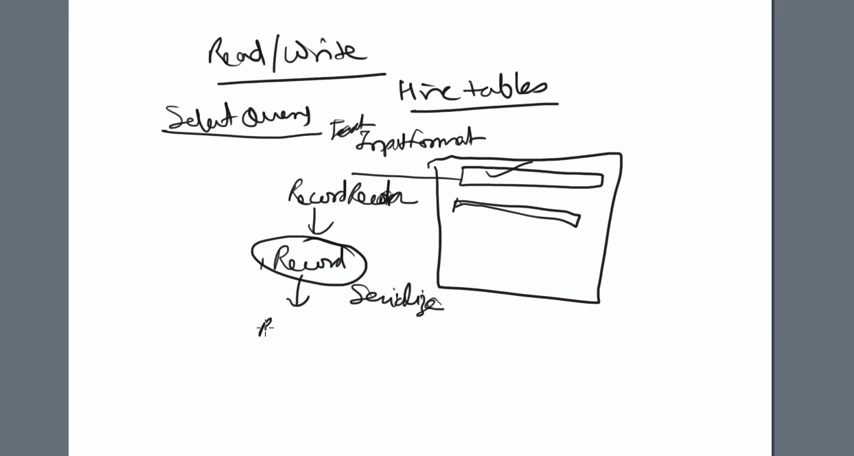 Read/Write
Hive tables
Select Query
Text InputFormat
RecordReader
Record
Serialize